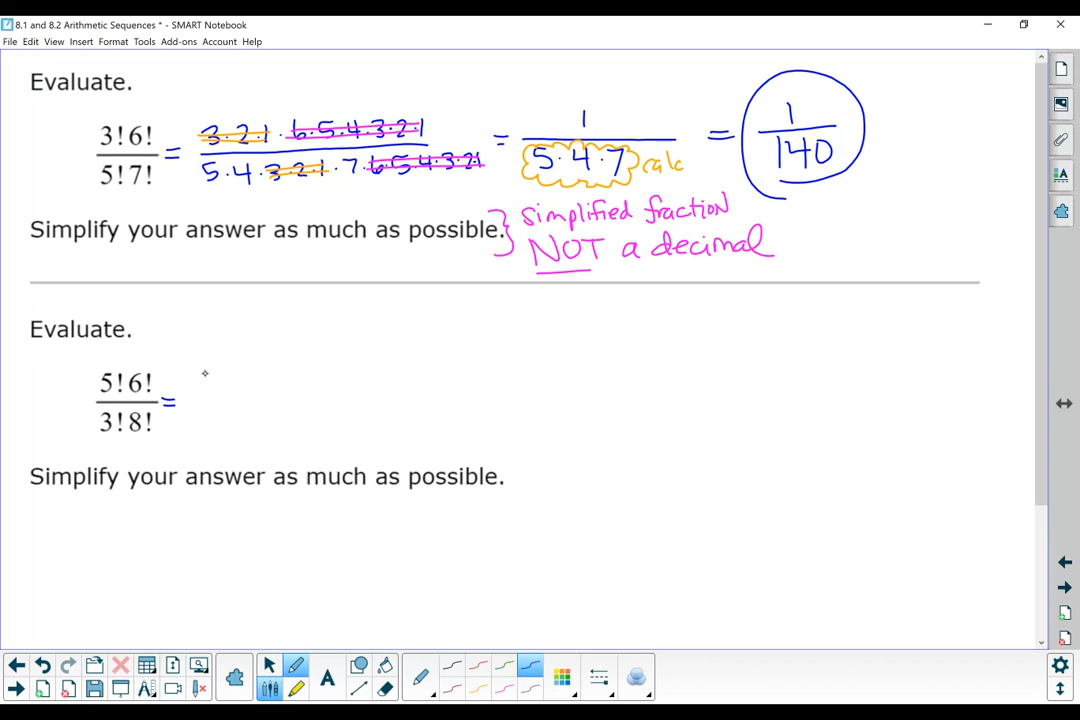 8.1 and 8.2 Arithmetic Sequences * - SMART Notebook
File Edit View Insert Format Tools Add-ons Account Help
Evaluate.
3!6!/5!7! = 3·2·1·6·5·4·3·2·1/5·4·3·2·1·7·6·5·4·3·2·1 = 1/5·4·7 calc = 1/140
Simplify your answer as much as possible. } simplified fraction
NOT a decimal
Evaluate.
5!6!/3!8! =
Simplify your answer as much as possible.